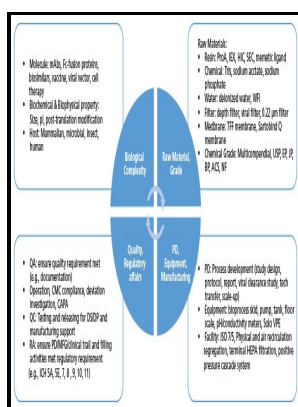 • Molecule: mAbs, Fc-fusion proteins,
biosimilar, vaccine, viral vector, cell
therapy
• Biochemical & Biophysical property:
Size, pI, post-translation modification
• Host: Mammalian, microbial, insect,
human
Raw Materials:
• Resin: ProA, IEX, HIC, SEC, memetic ligand
• Chemical: Tris, sodium acetate, sodium
phosphate
• Water: deionized water, WFI
• Filter: depth filter, viral filter, 0.22 µm filter
• Medbrane: TFF membrane, Sartobind Q
membrane
• Chemical Grade: Multicompendial, USP, EP, JP,
BP, ACS, NF
Biological
Complexity
Raw Material,
Grade
Quality,
Regulatory
affairs
PD,
Equipment,
Manufacturing
• QA: ensure quality requirement met
(e.g., documentation)
• Operation, CMC compliance, deviation
investigation, CAPA
• QC: Testing and releasing for DS/DP and
manufacturing support
• RA: ensure PD/MFG/clinical trail and filling
activities met regulatory requirement
(e.g., ICH 5A, 5E, 7, 8, 9, 10, 11)
• PD: Process development (study design,
protocol, report, viral clearance study, tech
transfer, scale-up)
• Equipment: bioprocess skid, pump, tank, floor
scale, pH/conductivity meters, Solo VPE
• Facility: ISO 7/5, Physical and air recirculation
segregation, terminal HEPA filtration, positive
pressure cascade system